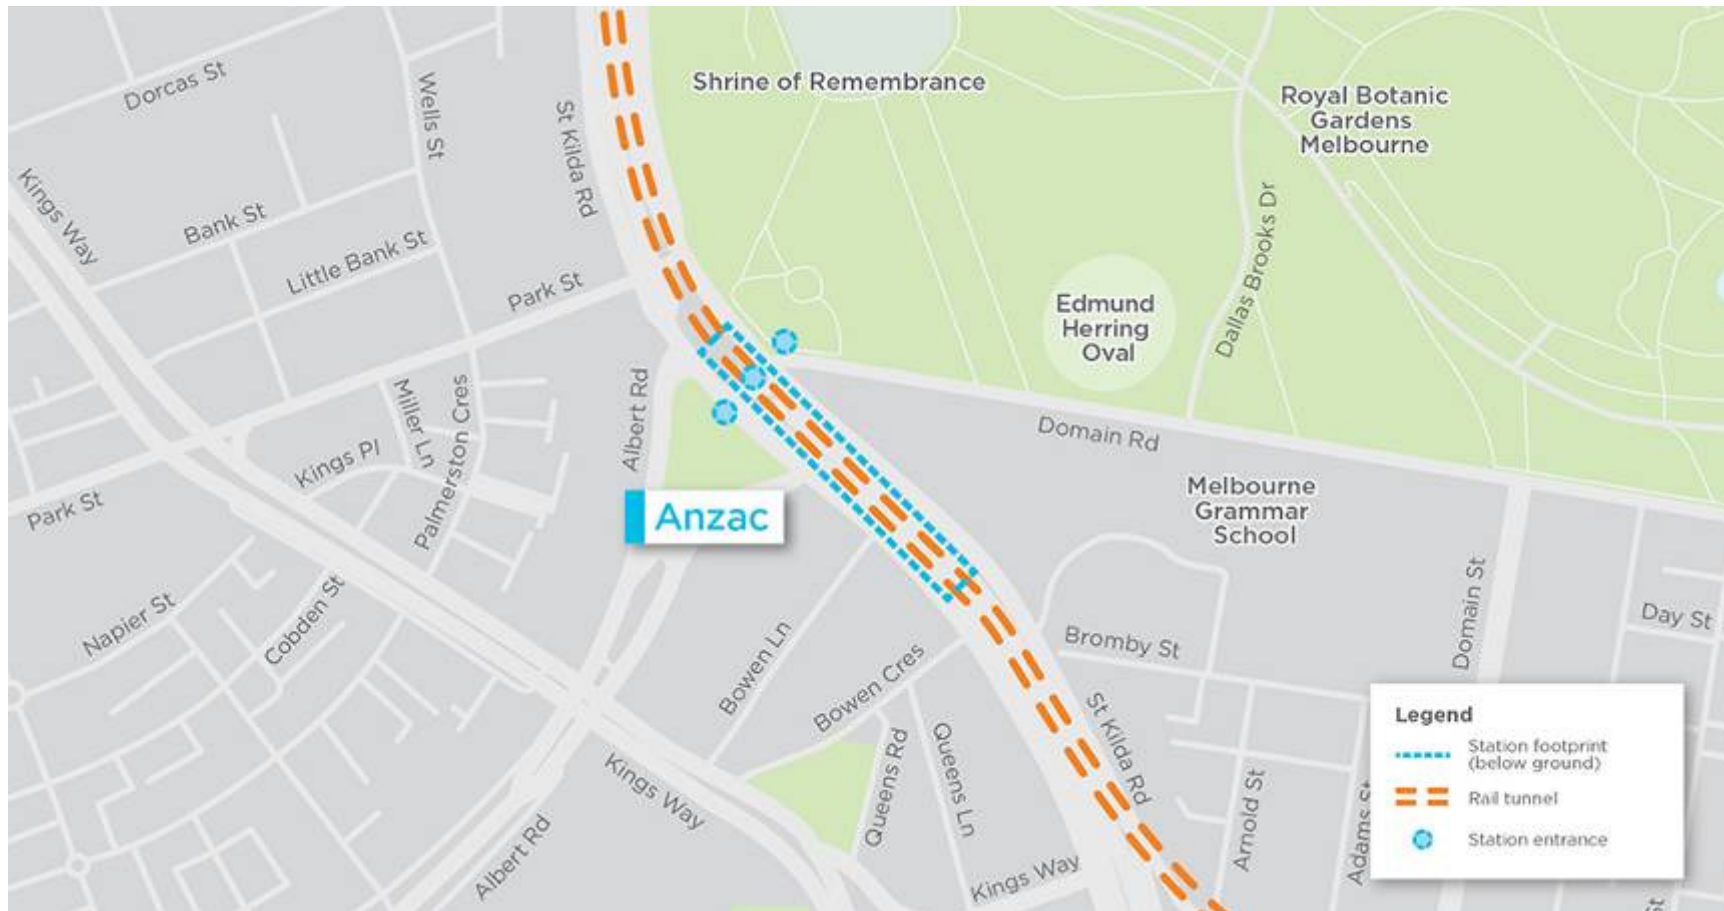 Dorcas St
Wells St
St Kilda Rd
Shrine of Remembrance
Royal Botanic
Gardens
Melbourne
Kings Way
Bank St
Little Bank St
Park St
Dallas Brooks Dr
Edmund
Herring
Oval
Albert Rd
Miller Ln
Palmerston Cres
Kings Pl
Domain Rd
Park St
Melbourne
Grammar
School
Anzac
Napier St
Cobden St
Domain St
Day St
Bowen Ln
Bowen Cres
Bromby St
Kings Way
Queens Rd
Queens Ln
St Kilda Rd
Albert Rd
Kings Way
Arnold St
Adams St
St
Legend
Station footprint
(below ground)
Rail tunnel
Station entrance